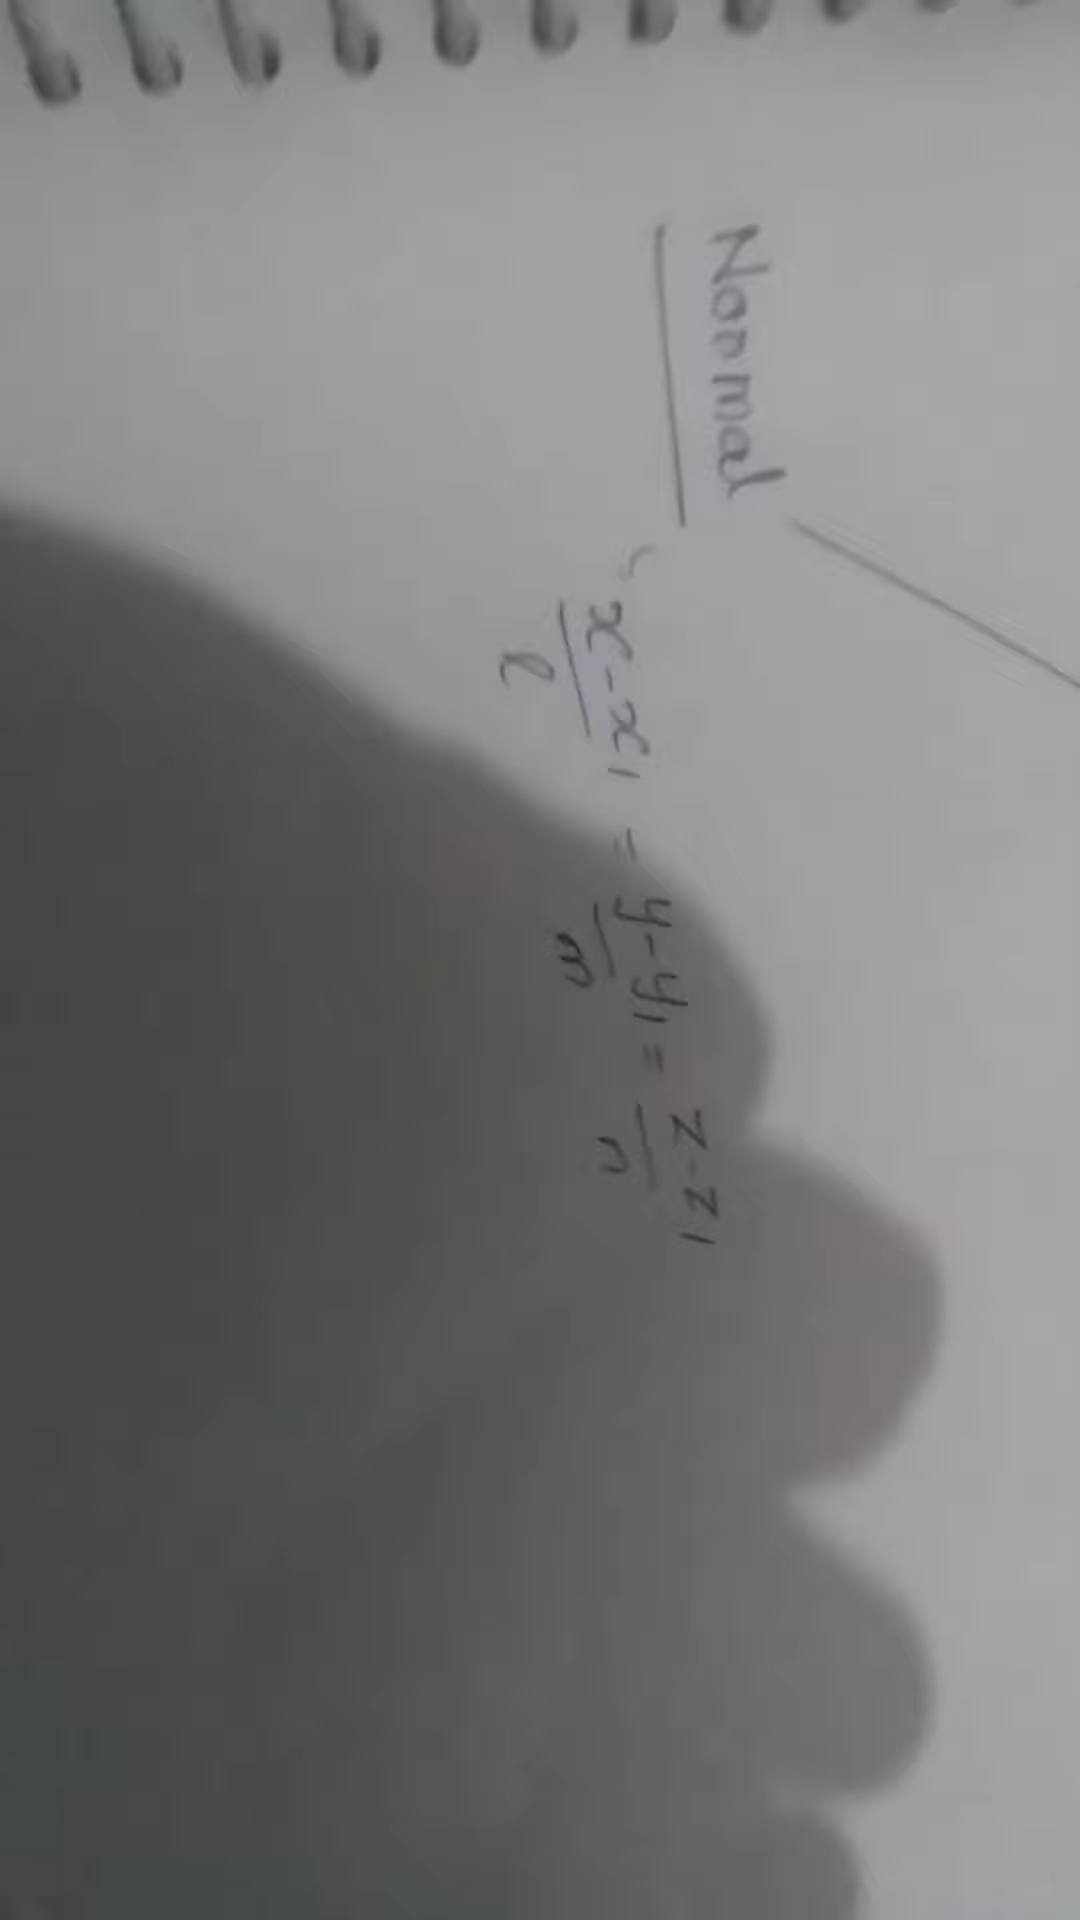 Normal
x-x1/l = y-y1/m = z-z1/n